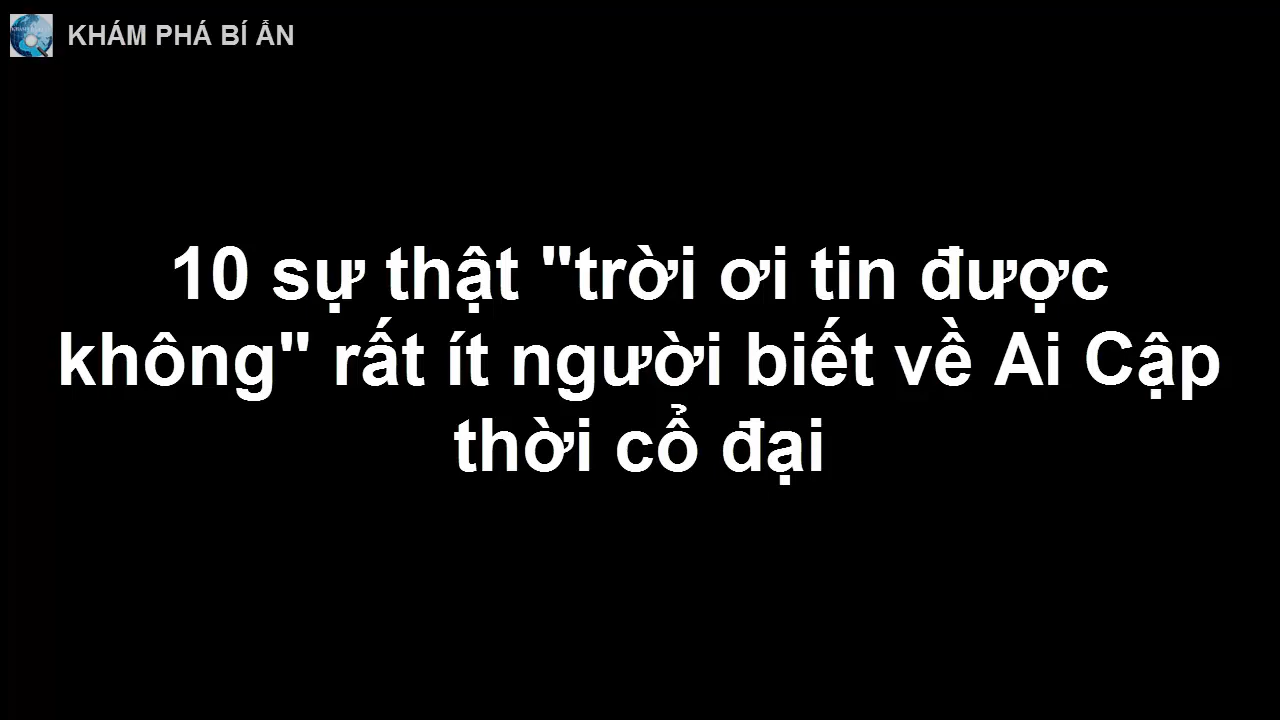 KHÁM PHÁ BÍ ẨN
10 sự thật "trời ơi tin được
không" rất ít người biết về Ai Cập
thời cổ đại